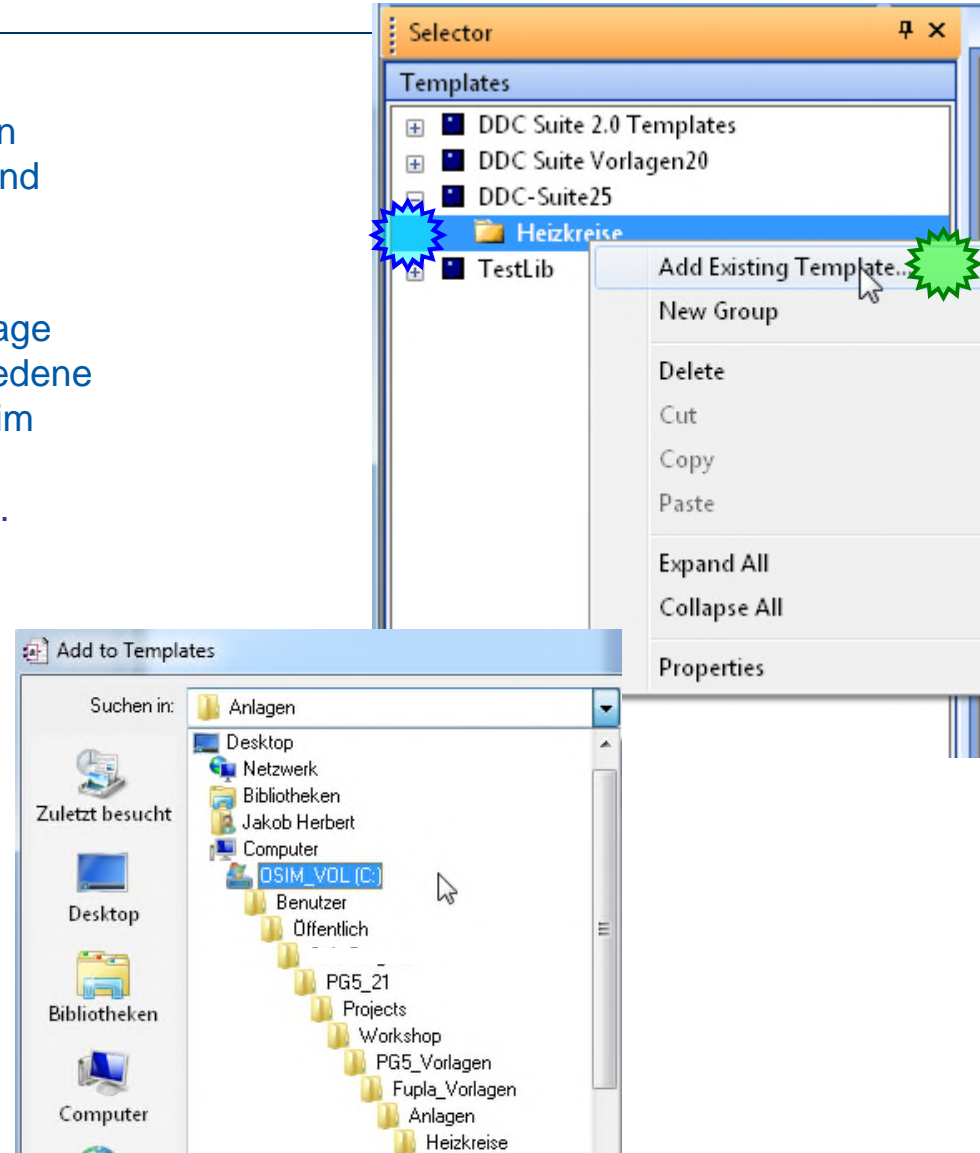 Selector
Templates
DDC Suite 2.0 Templates
DDC Suite Vorlagen20
DDC-Suite25
Heizkreise
TestLib
Add Existing Template...
New Group
Delete
Cut
Copy
Paste
Expand All
Collapse All
Properties
n
nd
age
edene
im
.
Add to Templates
Suchen in:
Anlagen
Desktop
Netzwerk
Bibliotheken
Jakob Herbert
Computer
OSIM_VOL (C:)
Benutzer
Öffentlich
PG5_21
Projects
Workshop
PG5_Vorlagen
Fupla_Vorlagen
Anlagen
Heizkreise
Zuletzt besucht
Desktop
Bibliotheken
Computer